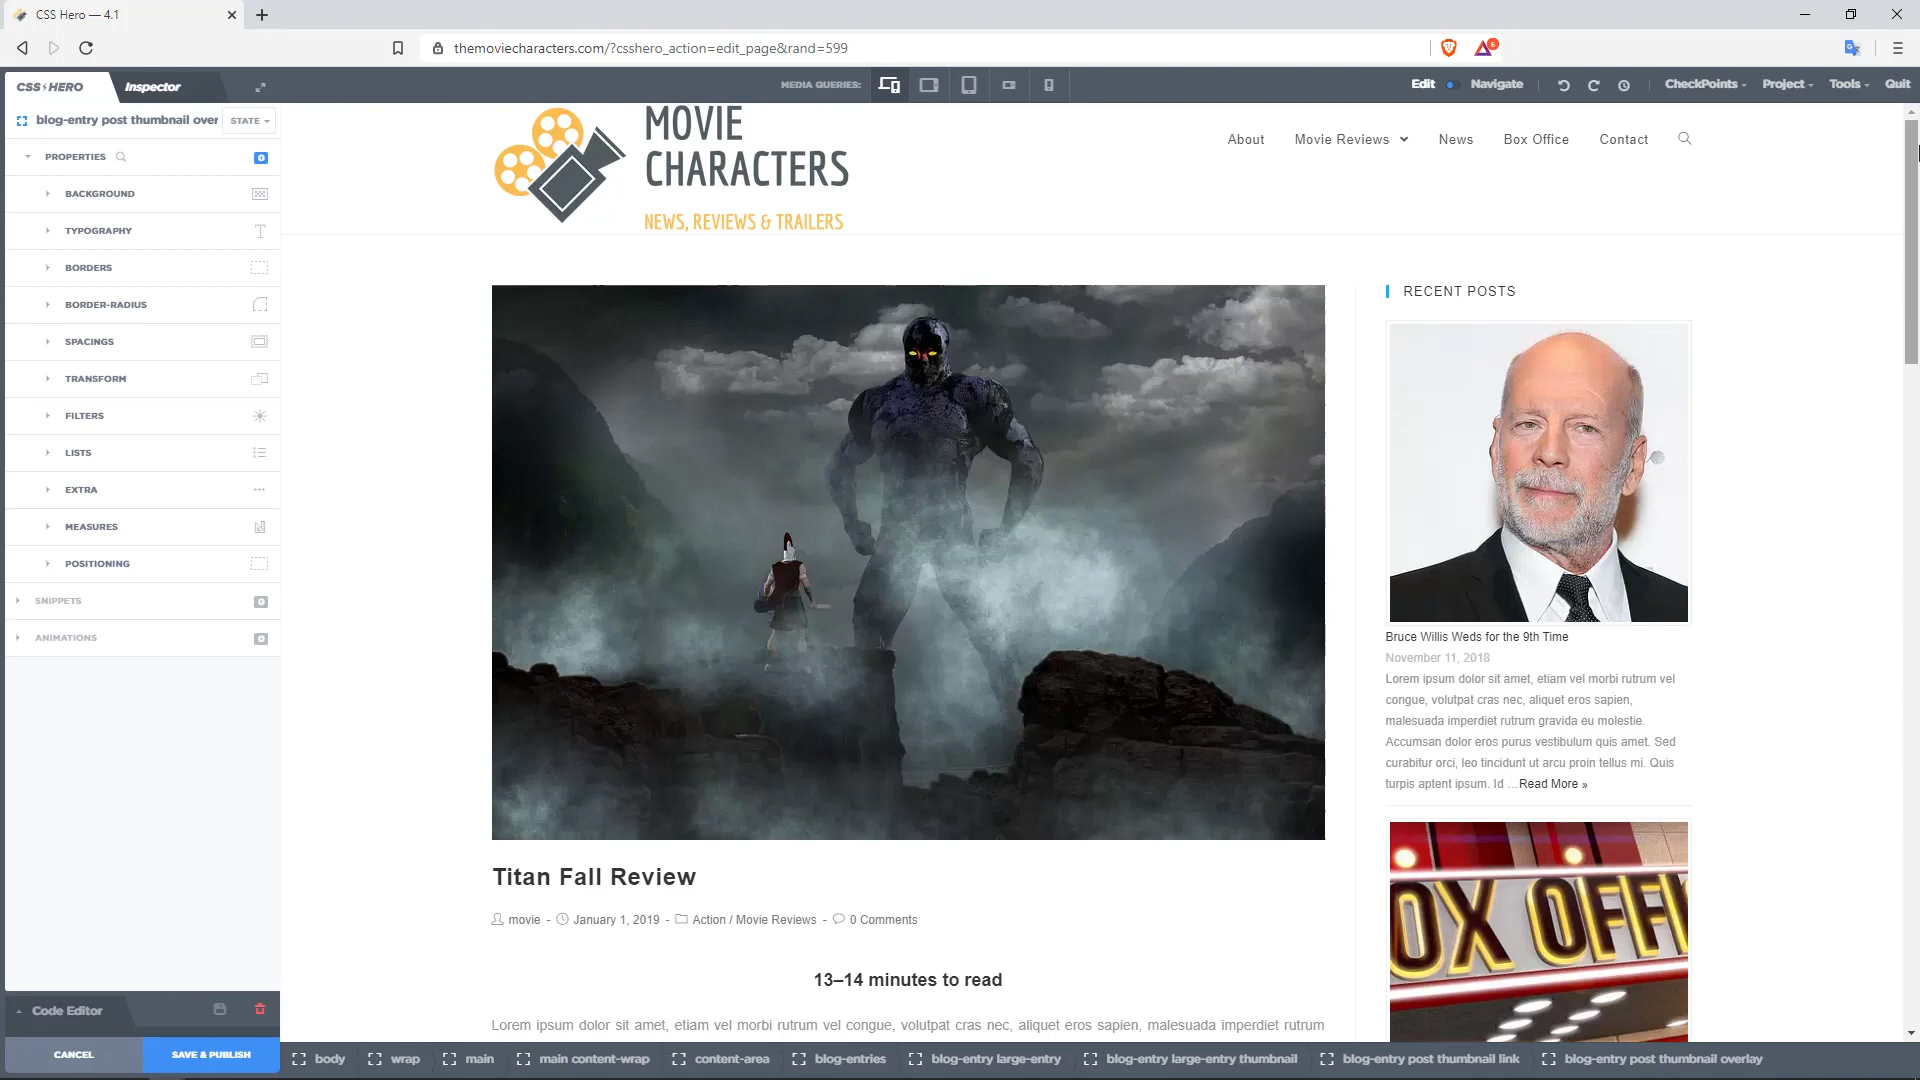 CSS Hero — 4.1
themoviecharacters.com/?csshero_action=edit_page&rand=599
6
CSS HERO
Inspector
MEDIA QUERIES:
Edit
Navigate
CheckPoints
Project
Tools
Quit
blog-entry post thumbnail over
STATE
PROPERTIES
0
BACKGROUND
TYPOGRAPHY
BORDERS
BORDER-RADIUS
SPACINGS
TRANSFORM
FILTERS
LISTS
EXTRA
MEASURES
POSITIONING
SNIPPETS
0
ANIMATIONS
0
Code Editor
CANCEL
SAVE & PUBLISH
MOVIE
CHARACTERS
NEWS, REVIEWS & TRAILERS
About
Movie Reviews
News
Box Office
Contact
Titan Fall Review
movie - January 1, 2019 - Action / Movie Reviews - 0 Comments
13–14 minutes to read
Lorem ipsum dolor sit amet, etiam vel morbi rutrum vel congue, volutpat cras nec, aliquet eros sapien, malesuada imperdiet rutrum
RECENT POSTS
Bruce Willis Weds for the 9th Time
November 11, 2018
Lorem ipsum dolor sit amet, etiam vel morbi rutrum vel
congue, volutpat cras nec, aliquet eros sapien,
malesuada imperdiet rutrum gravida eu molestie.
Accumsan dolor eros purus vestibulum quis amet. Sed
curabitur orci, leo tincidunt ut arcu proin tellus mi. Quis
turpis aptent ipsum. Id ...Read More »
OX OFFI
body
wrap
main
main content-wrap
content-area
blog-entries
blog-entry large-entry
blog-entry large-entry thumbnail
blog-entry post thumbnail link
blog-entry post thumbnail overlay